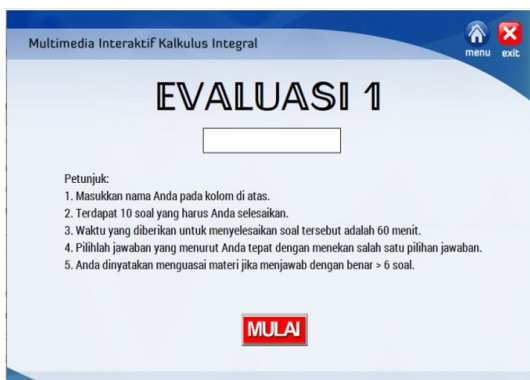 Multimedia Interaktif Kalkulus Integral
menu exit
EVALUASI 1
Petunjuk:
1. Masukkan nama Anda pada kolom di atas.
2. Terdapat 10 soal yang harus Anda selesaikan.
3. Waktu yang diberikan untuk menyelesaikan soal tersebut adalah 60 menit.
4. Pilihlah jawaban yang menurut Anda tepat dengan menekan salah satu pilihan jawaban.
5. Anda dinyatakan menguasai materi jika menjawab dengan benar > 6 soal.
MULAI